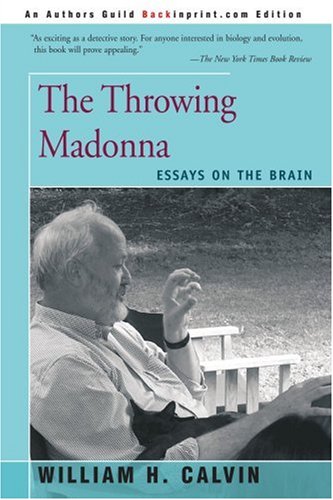 An Authors Guild Backinprint.com Edition
"As exciting as a detective story. For anyone interested in biology and evolution,
this book will prove appealing."
—The New York Times Book Review
The Throwing
Madonna
ESSAYS ON THE BRAIN
WILLIAM H. CALVIN